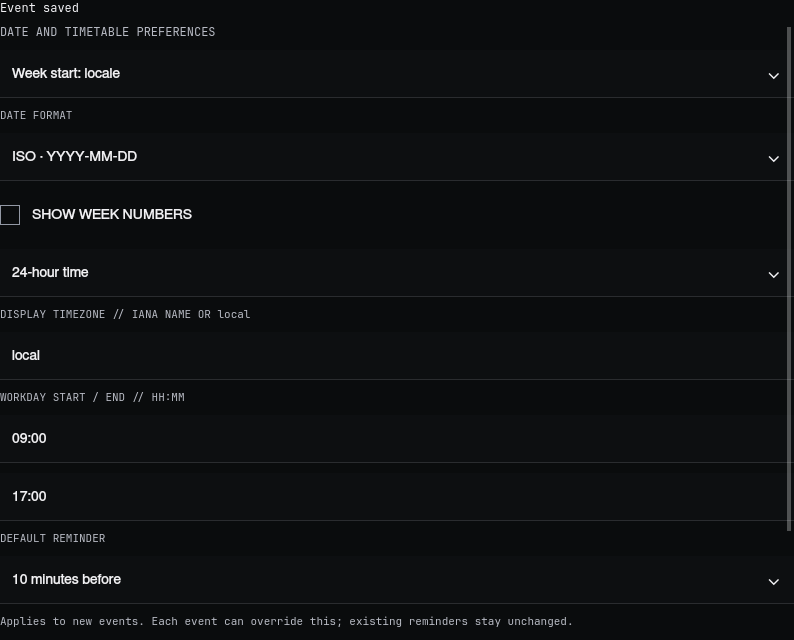 Event saved
DATE AND TIMETABLE PREFERENCES
Week start: locale
DATE FORMAT
ISO · YYYY-MM-DD
SHOW WEEK NUMBERS
24-hour time
DISPLAY TIMEZONE // IANA NAME OR local
local
WORKDAY START / END // HH:MM
09:00
17:00
DEFAULT REMINDER
10 minutes before
Applies to new events. Each event can override this; existing reminders stay unchanged.